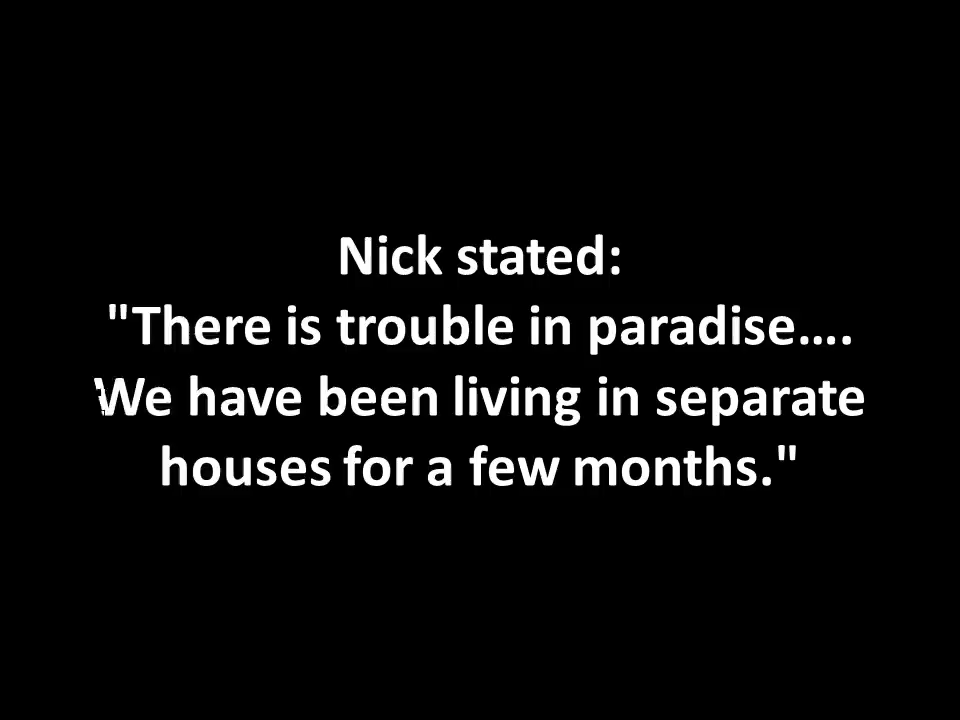 Nick stated:
"There is trouble in paradise….
We have been living in separate
houses for a few months."